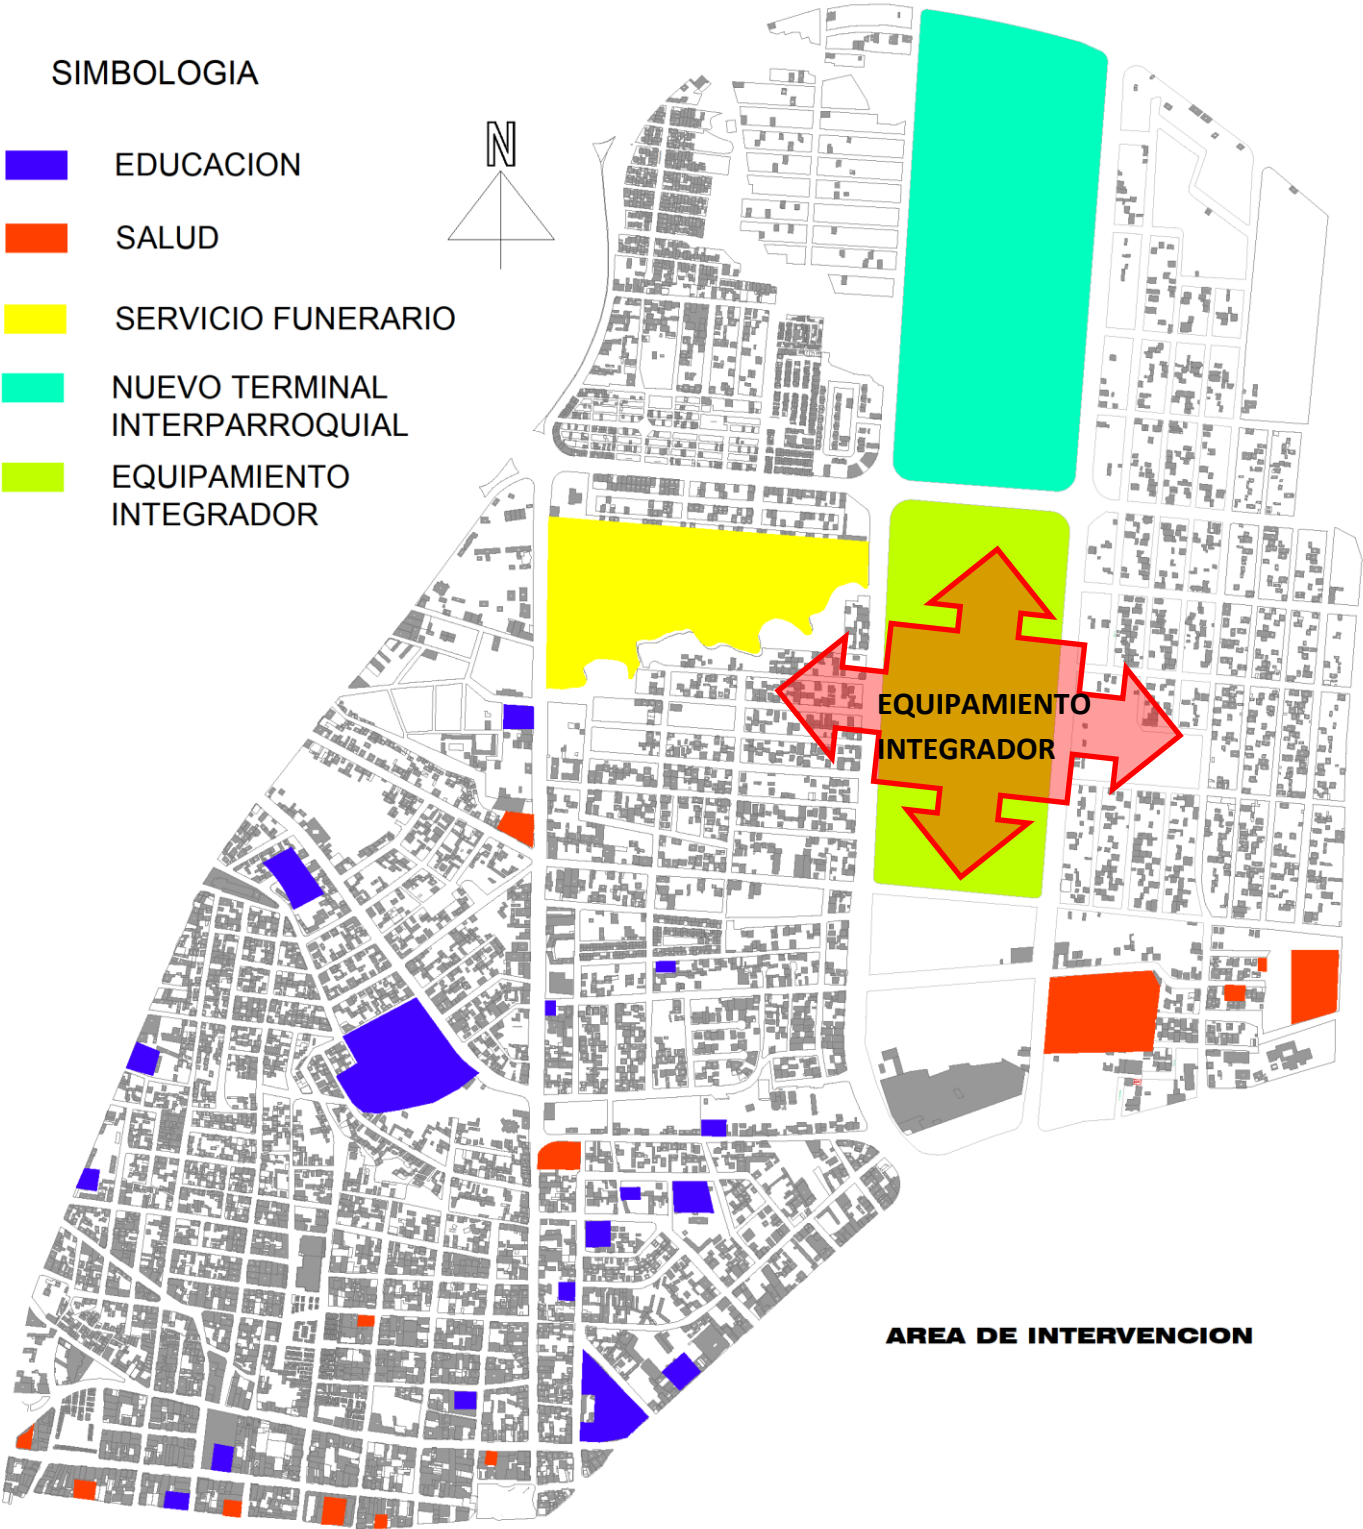 SIMBOLOGIA
N
EDUCACION
SALUD
SERVICIO FUNERARIO
NUEVO TERMINAL
INTERPARROQUIAL
EQUIPAMIENTO
INTEGRADOR
EQUIPAMIENTO
INTEGRADOR
AREA DE INTERVENCION